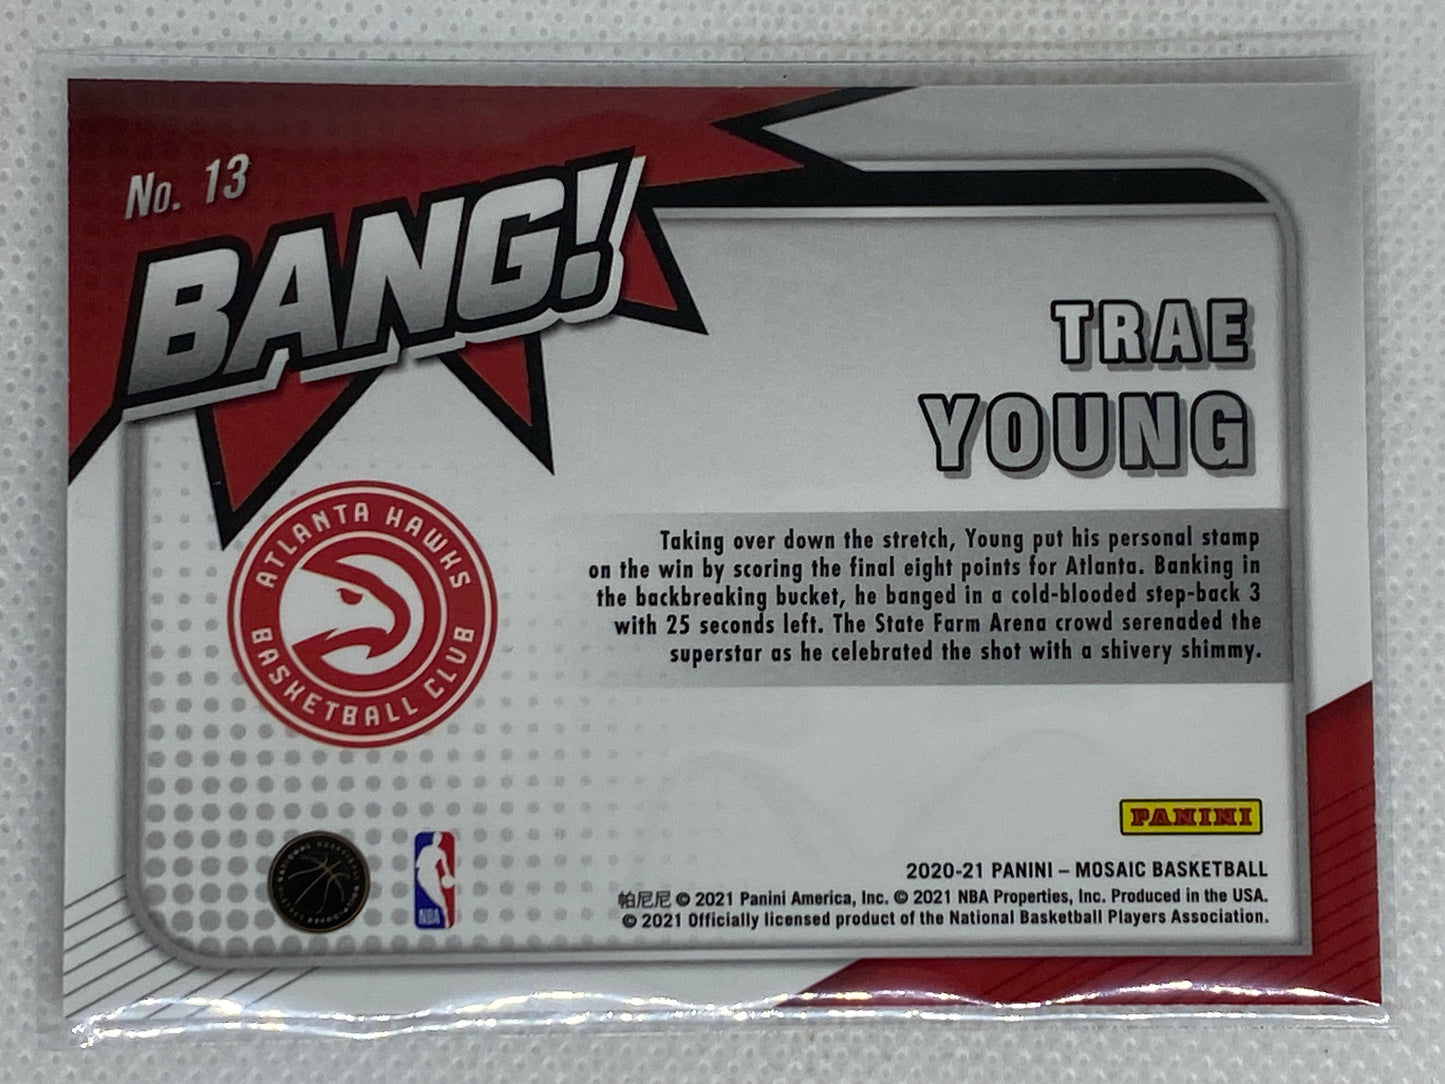 No. 13
BANG!
TRAE
YOUNG
ATLANTA HAWKS
BASKETBALL CLUB
Taking over down the stretch, Young put his personal stamp
on the win by scoring the final eight points for Atlanta. Banking in
the backbreaking bucket, he banged in a cold-blooded step-back 3
with 25 seconds left. The State Farm Arena crowd serenaded the
superstar as he celebrated the shot with a shivery shimmy.
PANINI
NBA
2020-21 PANINI – MOSAIC BASKETBALL
帕尼尼 © 2021 Panini America, Inc. © 2021 NBA Properties, Inc. Produced in the USA.
© 2021 Officially licensed product of the National Basketball Players Association.